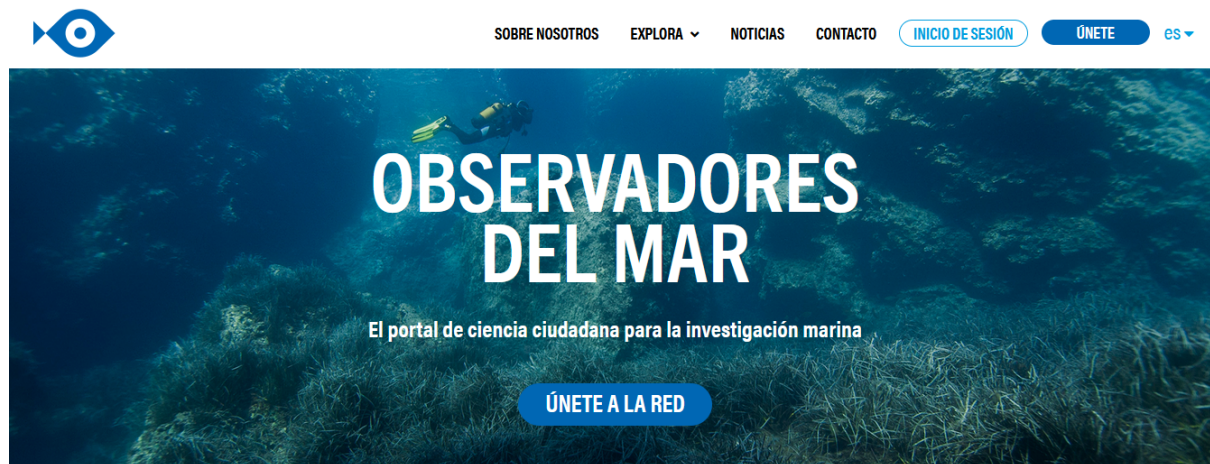 SOBRE NOSOTROS EXPLORA NOTICIAS CONTACTO INICIO DE SESIÓN ÚNETE es
OBSERVADORES
DEL MAR
El portal de ciencia ciudadana para la investigación marina
ÚNETE A LA RED